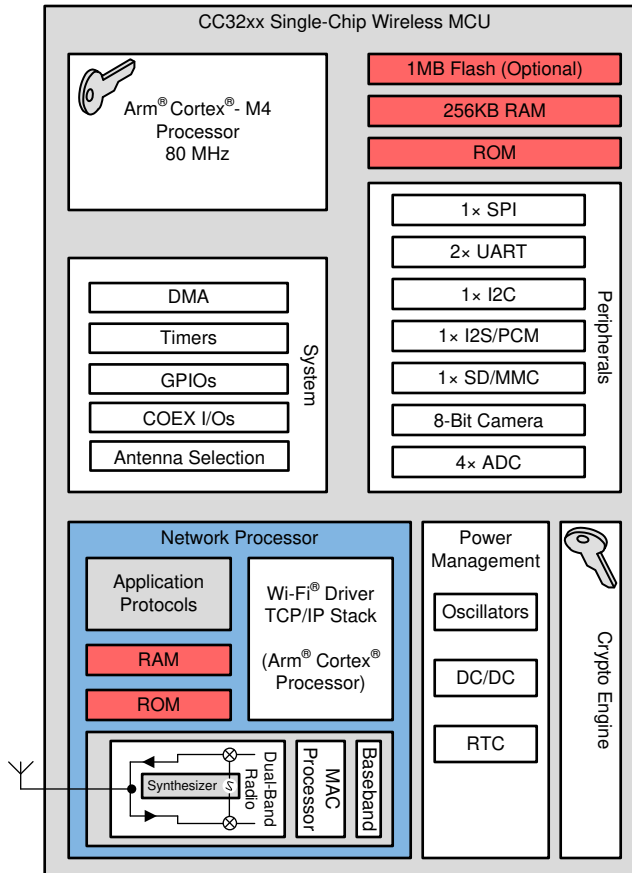 CC32xx Single-Chip Wireless MCU
Arm® Cortex®- M4
Processor
80 MHz
1MB Flash (Optional)
256KB RAM
ROM
1× SPI
2× UART
1× I2C
1× I2S/PCM
1× SD/MMC
8-Bit Camera
4× ADC
Peripherals
DMA
Timers
GPIOs
COEX I/Os
Antenna Selection
System
Network Processor
Application
Protocols
RAM
ROM
Wi-Fi® Driver
TCP/IP Stack
(Arm® Cortex®
Processor)
Synthesizer
Dual-Band
Radio
MAC
Processor
Baseband
Power
Management
Oscillators
DC/DC
RTC
Crypto Engine